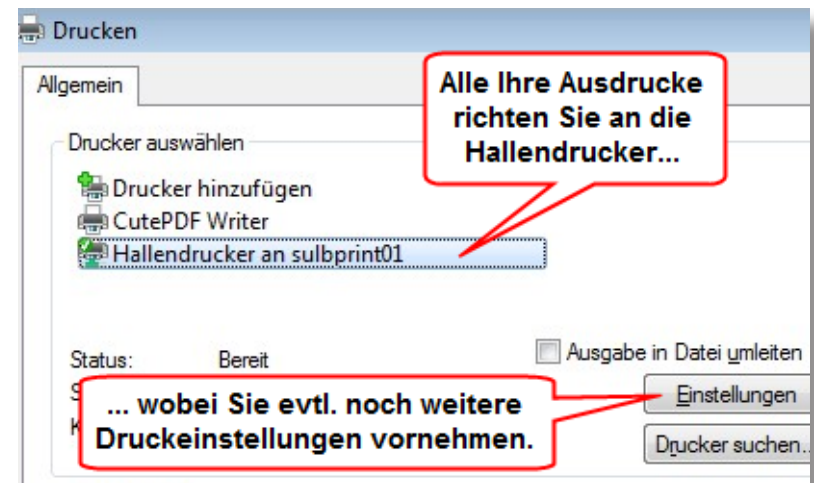 Drucken
Allgemein
Alle Ihre Ausdrucke
richten Sie an die
Hallendrucker...
Drucker auswählen
Drucker hinzufügen
CutePDF Writer
Hallendrucker an sulbprint01
Status: Bereit
Ausgabe in Datei umleiten
... wobei Sie evtl. noch weitere
Druckeinstellungen vornehmen.
Einstellungen
Drucker suchen..